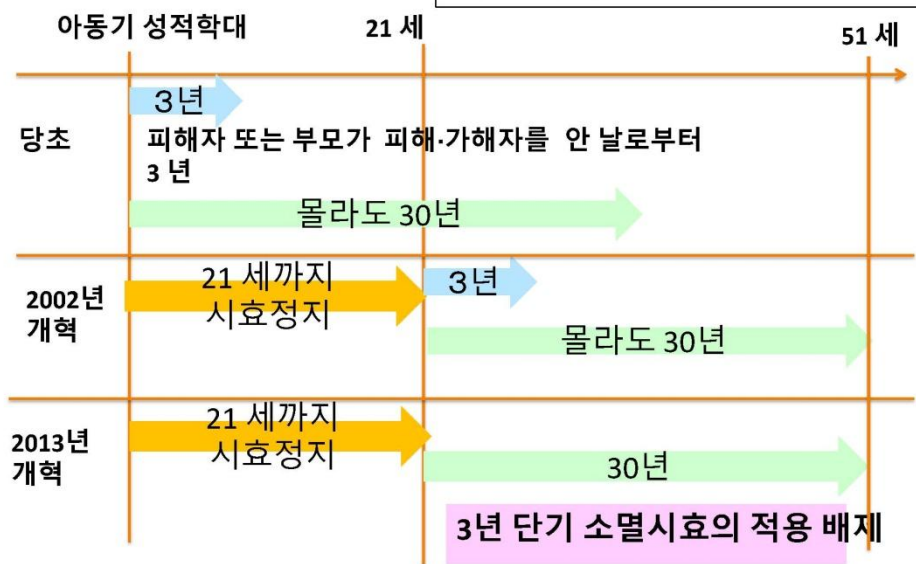 아동기 성적학대
21 세
51 세
당초
3년
피해자 또는 부모가 피해·가해자를 안 날로부터
3 년
몰라도 30년
2002년
개혁
21 세까지
시효정지
3년
몰라도 30년
2013년
개혁
21 세까지
시효정지
30년
3년 단기 소멸시효의 적용 배제